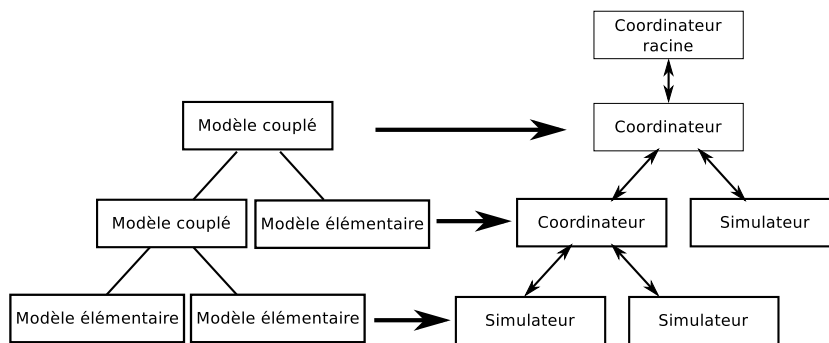 Coordinateur
racine
Modèle couplé
Coordinateur
Modèle couplé
Modèle élémentaire
Coordinateur
Simulateur
Modèle élémentaire
Modèle élémentaire
Simulateur
Simulateur